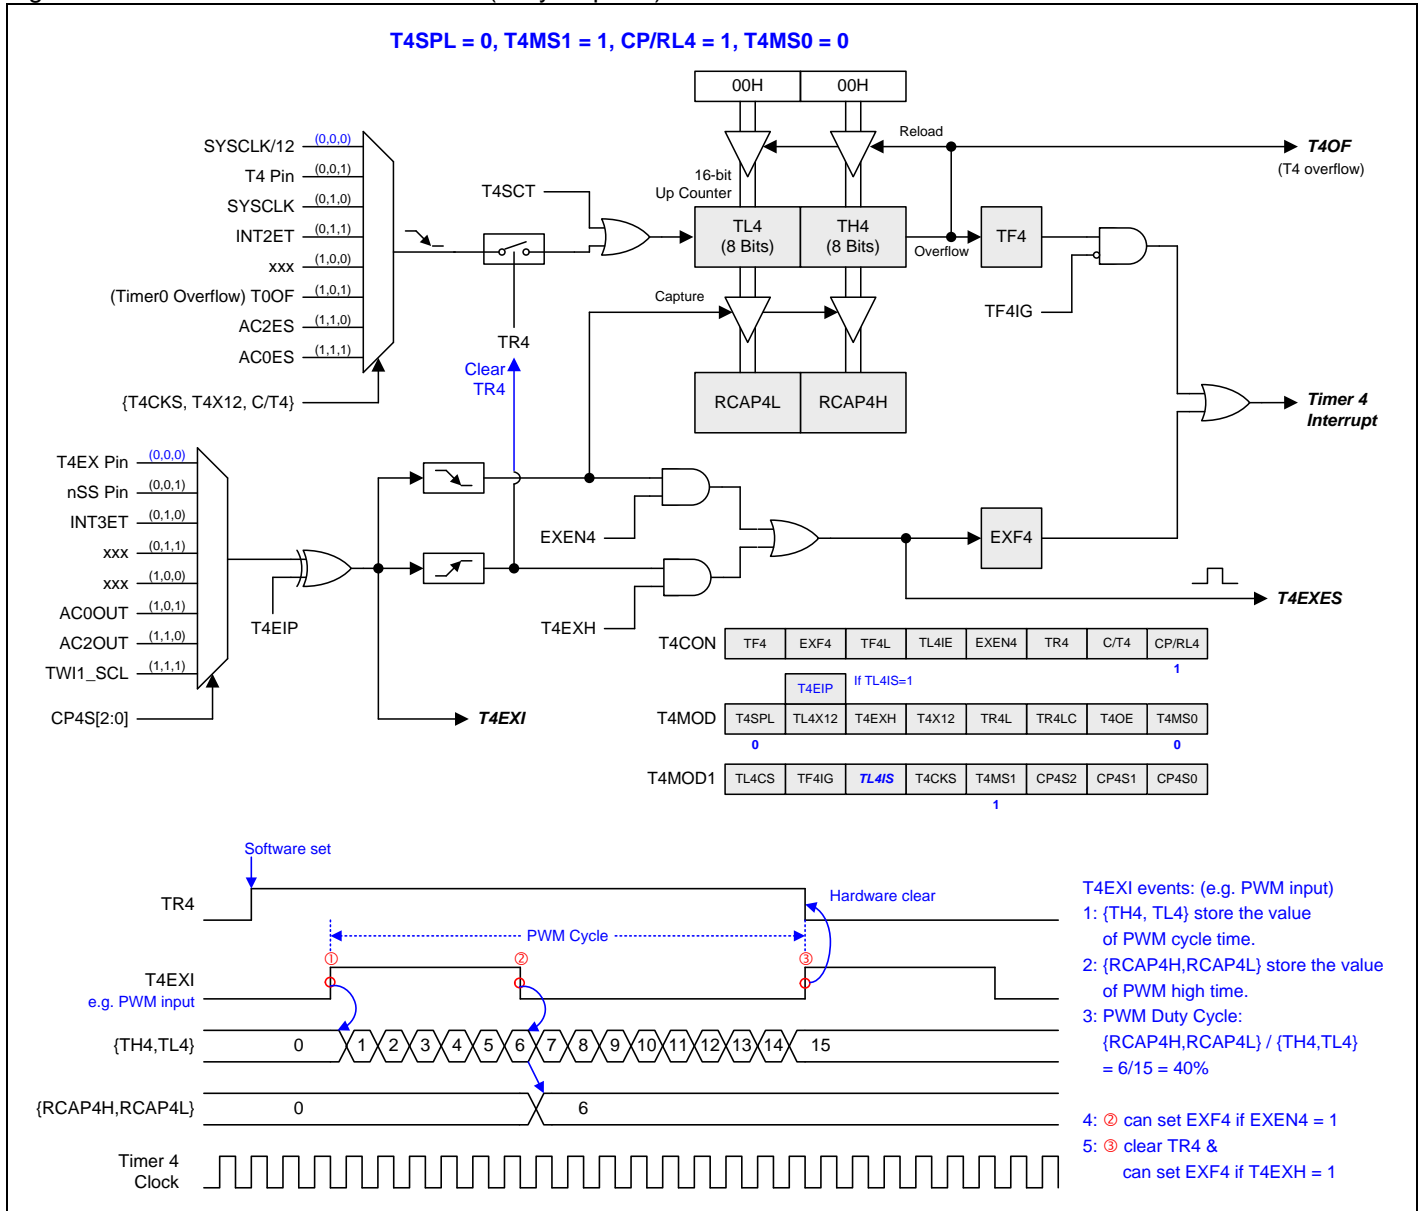 T4SPL = 0, T4MS1 = 1, CP/RL4 = 1, T4MS0 = 0
00H 00H
SYSCLK/12 (0,0,0)
T4 Pin (0,0,1)
SYSCLK (0,1,0)
INT2ET (0,1,1)
xxx (1,0,0)
(Timer0 Overflow) T0OF (1,0,1)
AC2ES (1,1,0)
AC0ES (1,1,1)
{T4CKS, T4X12, C/T4}
T4SCT
TR4
Clear
TR4
16-bit
Up Counter
Reload
T4OF
(T4 overflow)
TL4
(8 Bits)
TH4
(8 Bits)
Overflow
TF4
TF4IG
Capture
RCAP4L RCAP4H
Timer 4
Interrupt
T4EX Pin (0,0,0)
nSS Pin (0,0,1)
INT3ET (0,1,0)
xxx (0,1,1)
xxx (1,0,0)
AC0OUT (1,0,1)
AC2OUT (1,1,0)
TWI1_SCL (1,1,1)
CP4S[2:0]
T4EIP
T4EXI
EXEN4
T4EXH
EXF4
T4EXES
T4CON TF4 EXF4 TF4L TL4IE EXEN4 TR4 C/T4 CP/RL4
1
T4EIP If TL4IS=1
T4MOD T4SPL TL4X12 T4EXH T4X12 TR4L TR4LC T4OE T4MS0
0 0
T4MOD1 TL4CS TF4IG TL4IS T4CKS T4MS1 CP4S2 CP4S1 CP4S0
1
Software set
TR4
Hardware clear
PWM Cycle
① ② ③
T4EXI
e.g. PWM input
{TH4,TL4} 0 1 2 3 4 5 6 7 8 9 10 11 12 13 14 15
{RCAP4H,RCAP4L} 0 6
Timer 4
Clock
T4EXI events: (e.g. PWM input)
1: {TH4, TL4} store the value
of PWM cycle time.
2: {RCAP4H,RCAP4L} store the value
of PWM high time.
3: PWM Duty Cycle:
{RCAP4H,RCAP4L} / {TH4,TL4}
= 6/15 = 40%
4: ② can set EXF4 if EXEN4 = 1
5: ③ clear TR4 &
can set EXF4 if T4EXH = 1